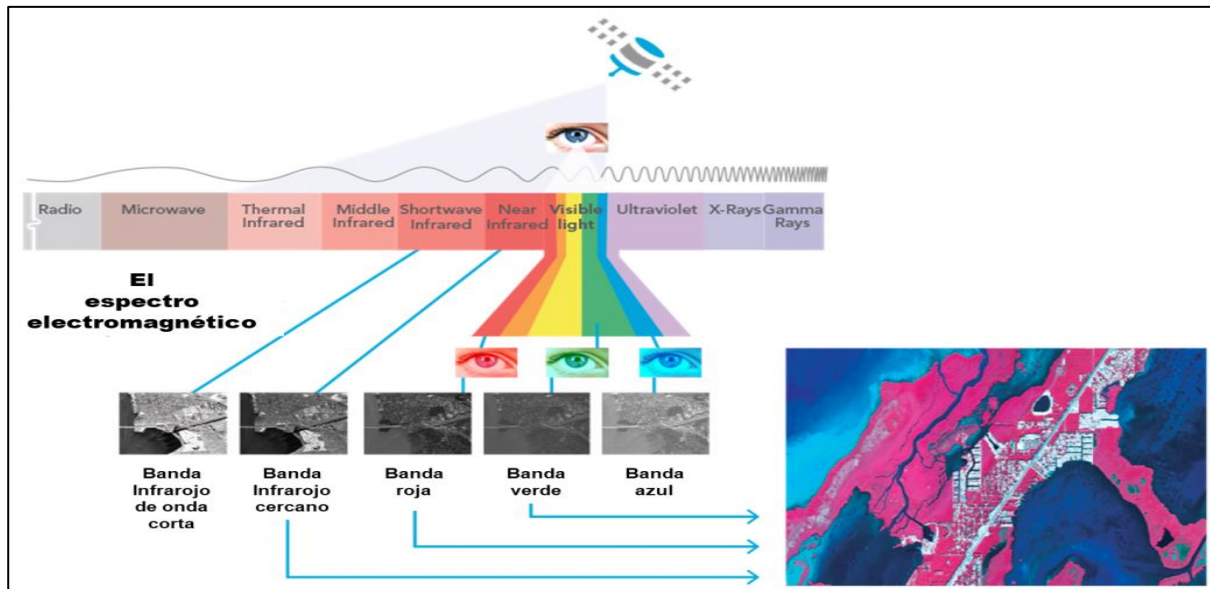 Radio
Microwave
Thermal
Infrared
Middle
Infrared
Shortwave
Infrared
Near
Infrared
Visible
light
Ultraviolet
X-Rays
Gamma
Rays
El
espectro
electromagnético
Banda
Infrarojo
de onda
corta
Banda
Infrarojo
cercano
Banda
roja
Banda
verde
Banda
azul